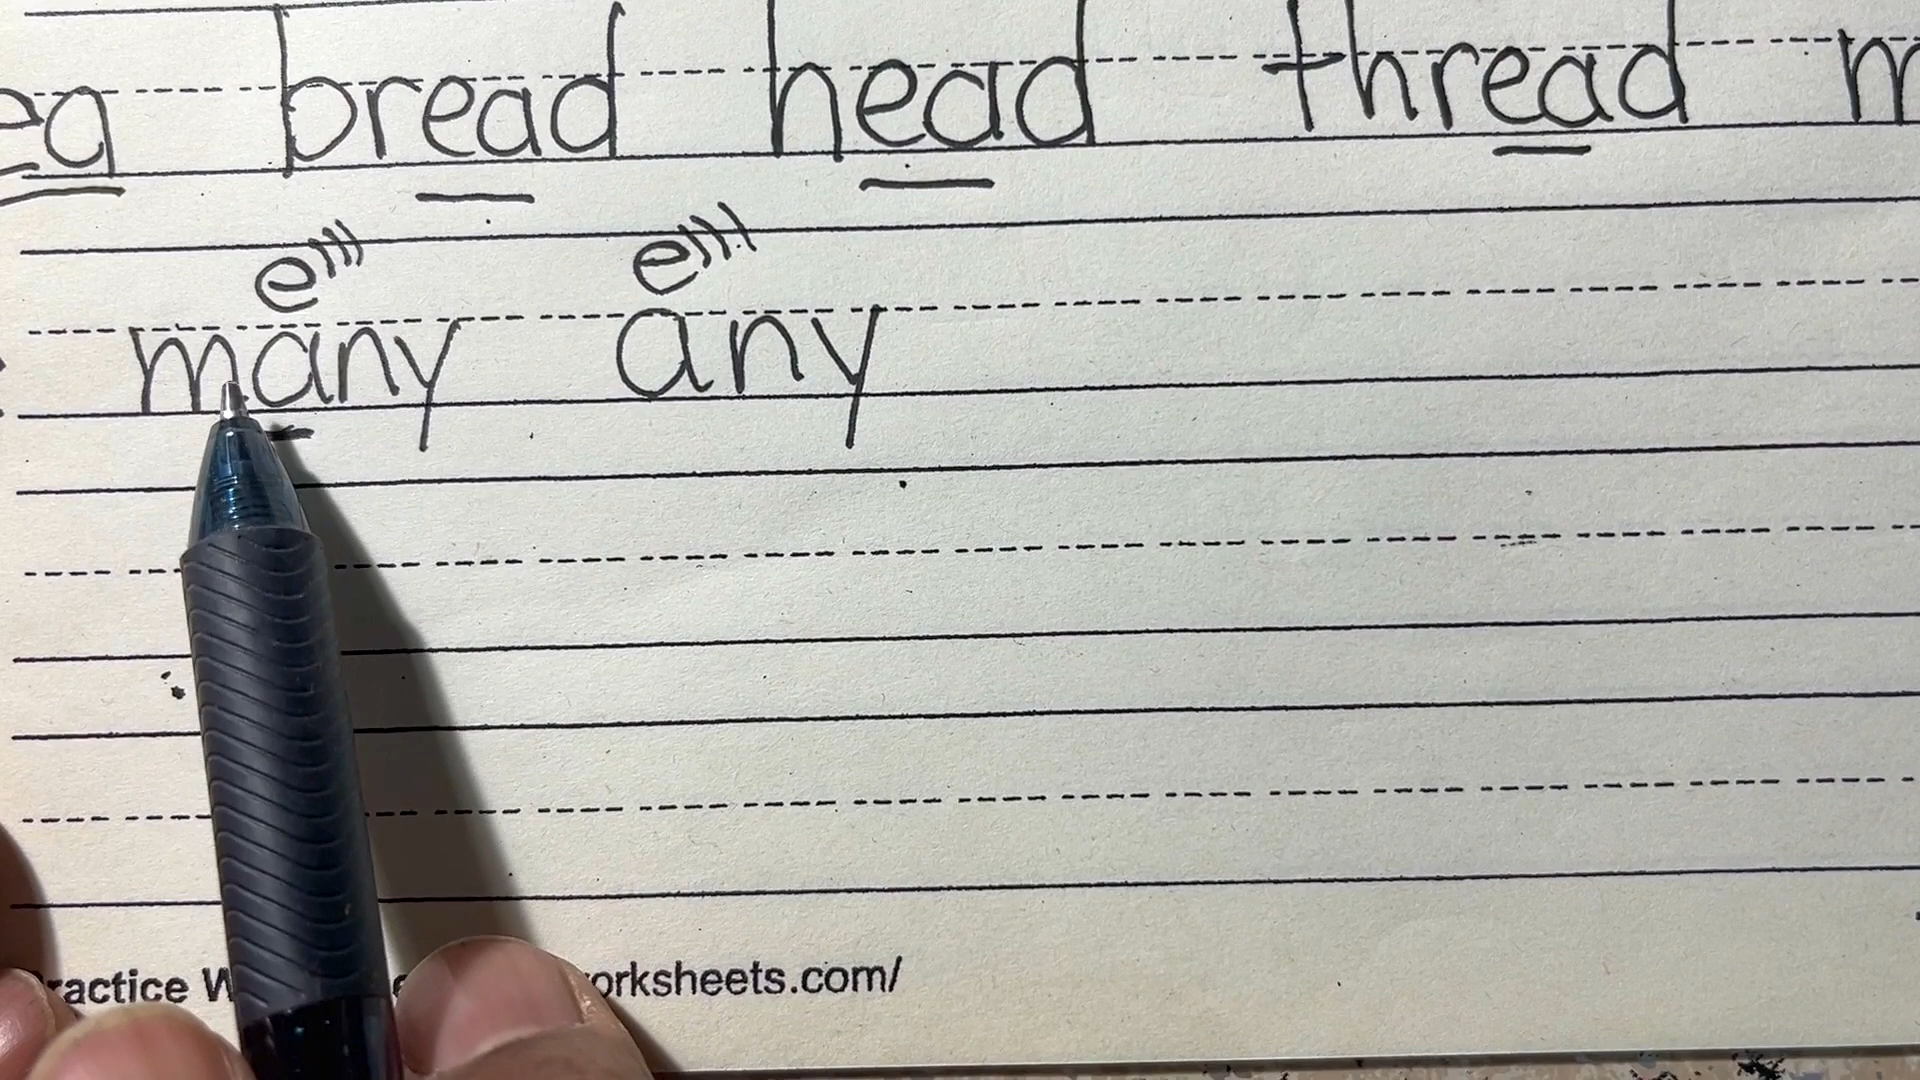 ea bread head thread
e e
many any
ractice orksheets.com/